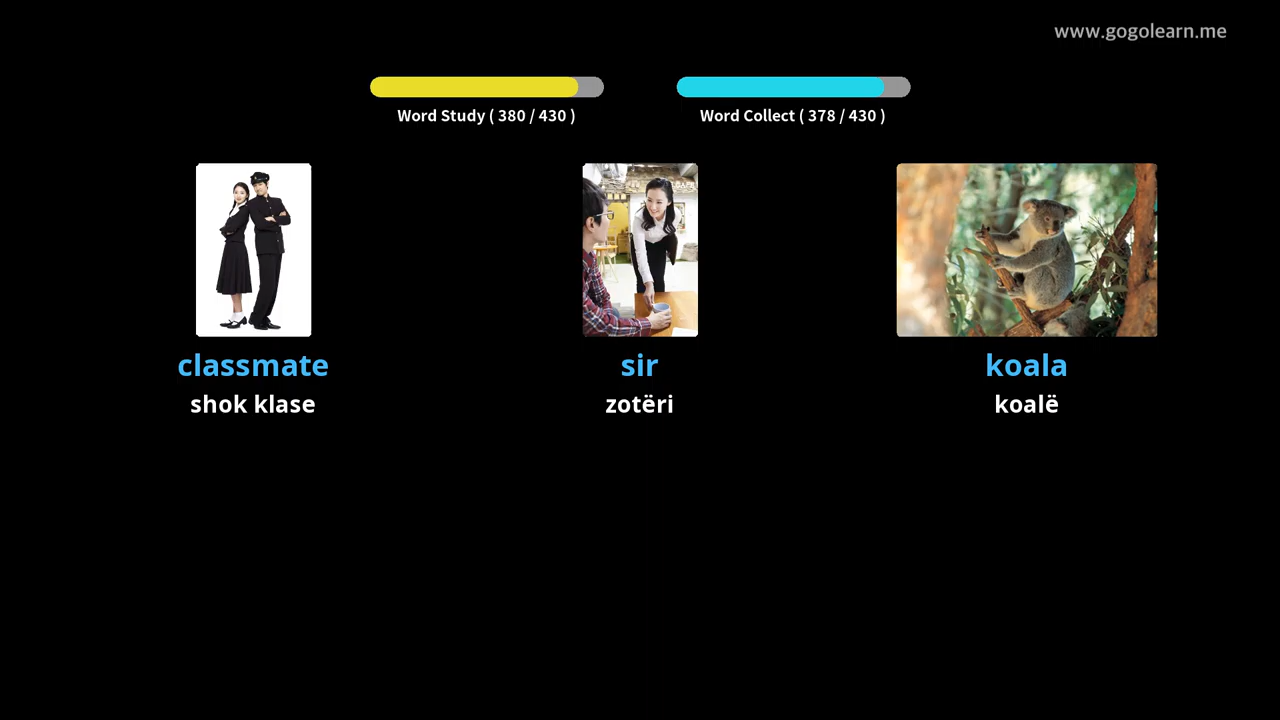 www.gogolearn.me
Word Study ( 380 / 430 )
Word Collect ( 378 / 430 )
classmate
shok klase
sir
zotëri
koala
koalë